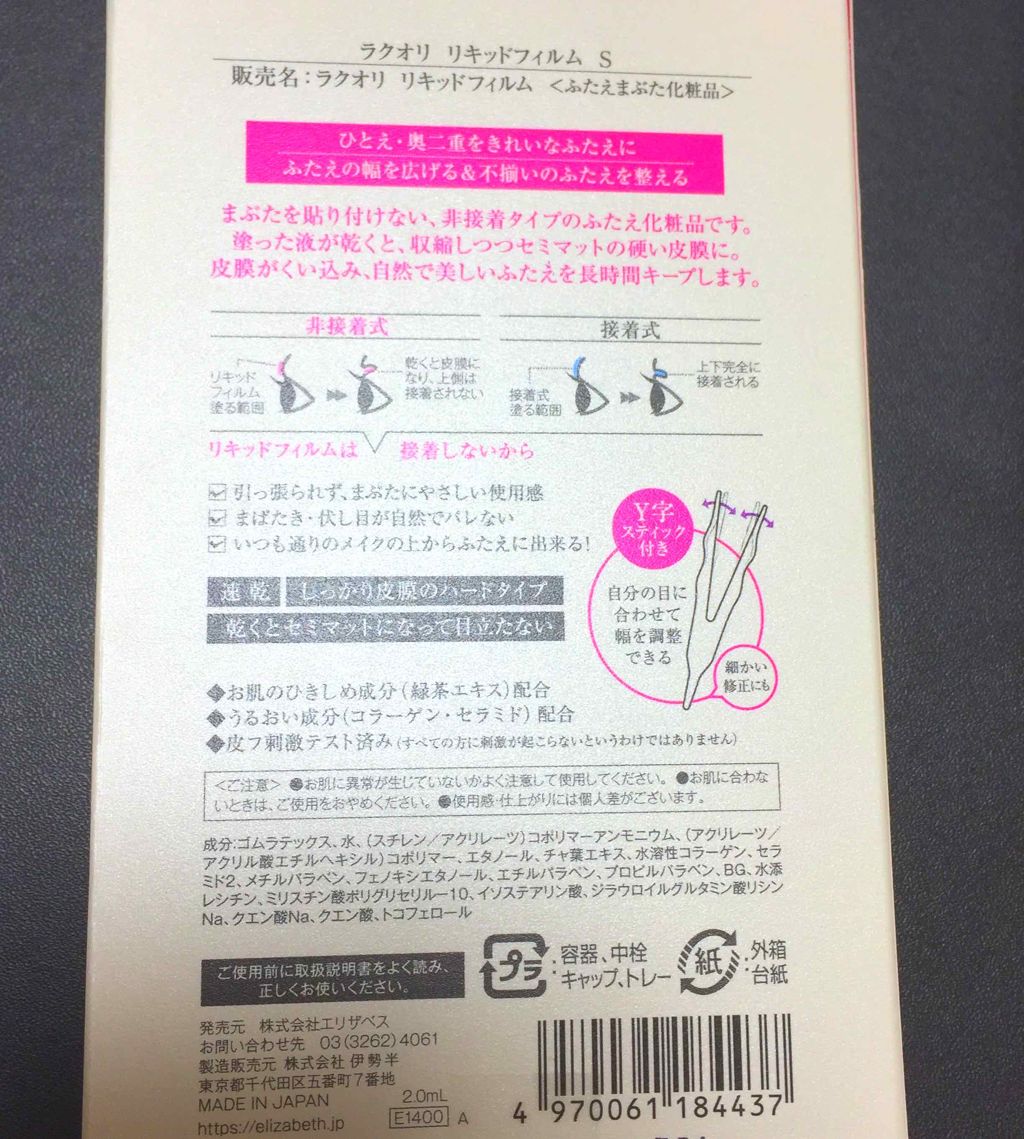 ラクオリ リキッドフィルム S
販売名：ラクオリ リキッドフィルム ＜ふたえまぶた化粧品＞
ひとえ・奥二重をきれいなふたえに
ふたえの幅を広げる＆不揃いのふたえを整える
まぶたを貼り付けない、非接着タイプのふたえ化粧品です。
塗った液が乾くと、収縮しつつセミマットの硬い皮膜に。
皮膜がくい込み、自然で美しいふたえを長時間キープします。
非接着式
リキッド
フィルム
塗る範囲
乾くと皮膜に
なり、上側は
接着されない
接着式
接着式
塗る範囲
上下完全に
接着される
リキッドフィルムは 接着しないから
引っ張られず、まぶたにやさしい使用感
まばたき・伏し目が自然でバレない
いつも通りのメイクの上からふたえに出来る!
Y字
スティック
付き
自分の目に
合わせて
幅を調整
できる
細かい
修正にも
速乾 しっかり皮膜のハードタイプ
乾くとセミマットになって目立たない
◆お肌のひきしめ成分（緑茶エキス）配合
◆うるおい成分（コラーゲン・セラミド）配合
◆皮フ刺激テスト済み（すべての方に刺激が起こらないというわけではありません）
＜ご注意＞ ●お肌に異常が生じていないかよく注意して使用してください。 ●お肌に合わな
いときは、ご使用をおやめください。 ●使用感・仕上がりには個人差がございます。
成分：ゴムラテックス、水、（スチレン／アクリレーツ）コポリマーアンモニウム、（アクリレーツ／
アクリル酸エチルヘキシル）コポリマー、エタノール、チャ葉エキス、水溶性コラーゲン、セラ
ミド2、メチルパラベン、フェノキシエタノール、エチルパラベン、プロピルパラベン、BG、水添
レシチン、ミリスチン酸ポリグリセリル－10、イソステアリン酸、ジラウロイルグルタミン酸リシン
Na、クエン酸Na、クエン酸、トコフェロール
ご使用前に取扱説明書をよく読み、
正しくお使いください。
プラ
：容器、中栓
キャップ、トレー
紙
：外箱
台紙
発売元 株式会社エリザベス
お問い合わせ先 03(3262)4061
製造販売元 株式会社 伊勢半
東京都千代田区五番町7番地
MADE IN JAPAN 2.0mL
https://elizabeth.jp E1400 A
4 970061 184437